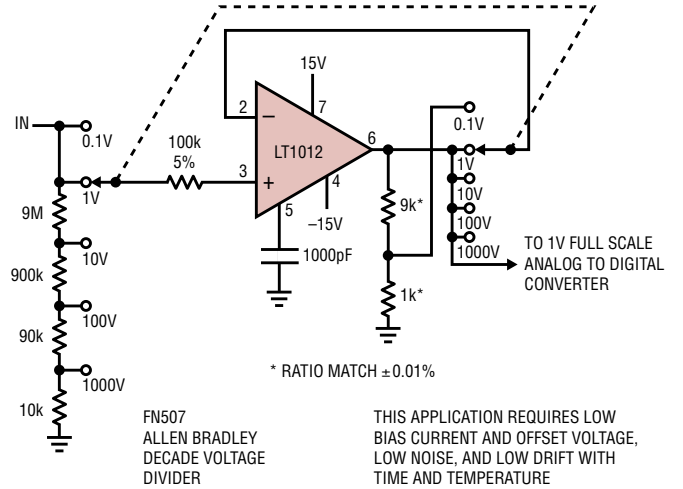 15V
IN
0.1V
2
7
0.1V
100k
5%
6
LT1012
1V
3
1V
4
10V
9M
5
–15V
9k*
100V
10V
1000V
1000pF
TO 1V FULL SCALE
900k
ANALOG TO DIGITAL
CONVERTER
100V
1k*
90k
* RATIO MATCH ±0.01%
1000V
10k
FN507
ALLEN BRADLEY
DECADE VOLTAGE
DIVIDER
THIS APPLICATION REQUIRES LOW
BIAS CURRENT AND OFFSET VOLTAGE,
LOW NOISE, AND LOW DRIFT WITH
TIME AND TEMPERATURE